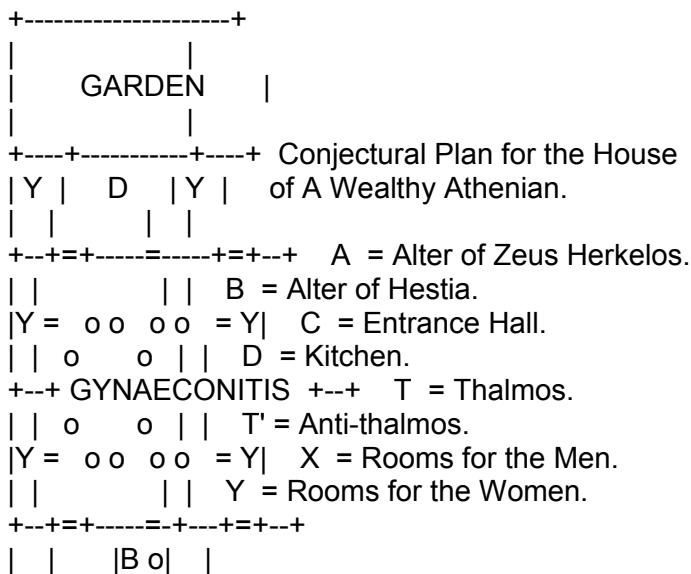 +---------------------+
| |
| GARDEN |
| |
+----+-----------+----+ Conjectural Plan for the House
| Y | D | Y | of A Wealthy Athenian.
| | | |
+--+=+-----=-----+=+--+ A = Alter of Zeus Herkelos.
| | | | B = Alter of Hestia.
|Y = o o o o = Y| C = Entrance Hall.
| | o o | | D = Kitchen.
+--+ GYNAECONITIS +--+ T = Thalmos.
| | o o | | T' = Anti-thalmos.
|Y = o o o o = Y| X = Rooms for the Men.
| | | | Y = Rooms for the Women.
+--+=+-----=-+---+=+--+
| | |B o| |